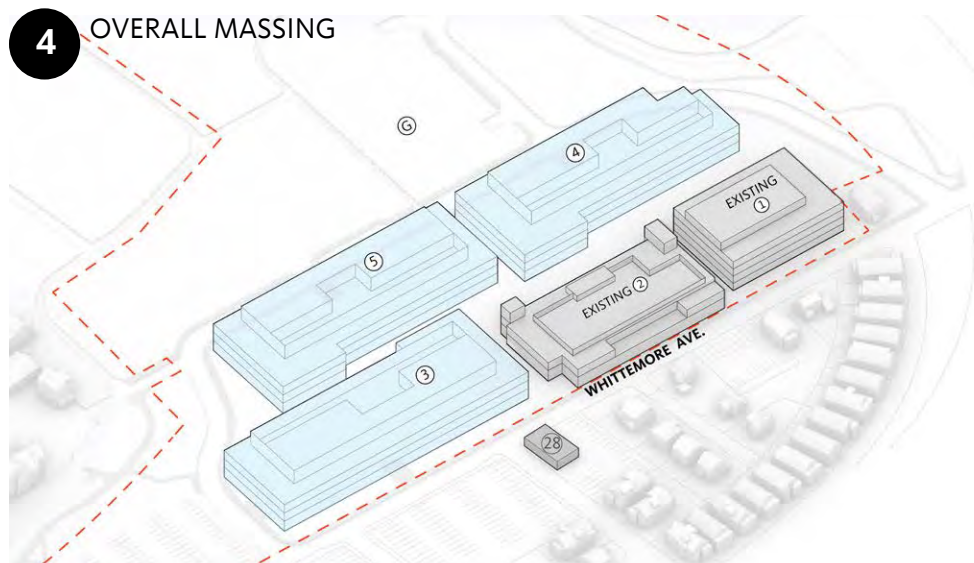 4 OVERALL MASSING
G
4
EXISTING
1
5
EXISTING 2
WHITTEMORE AVE.
3
28